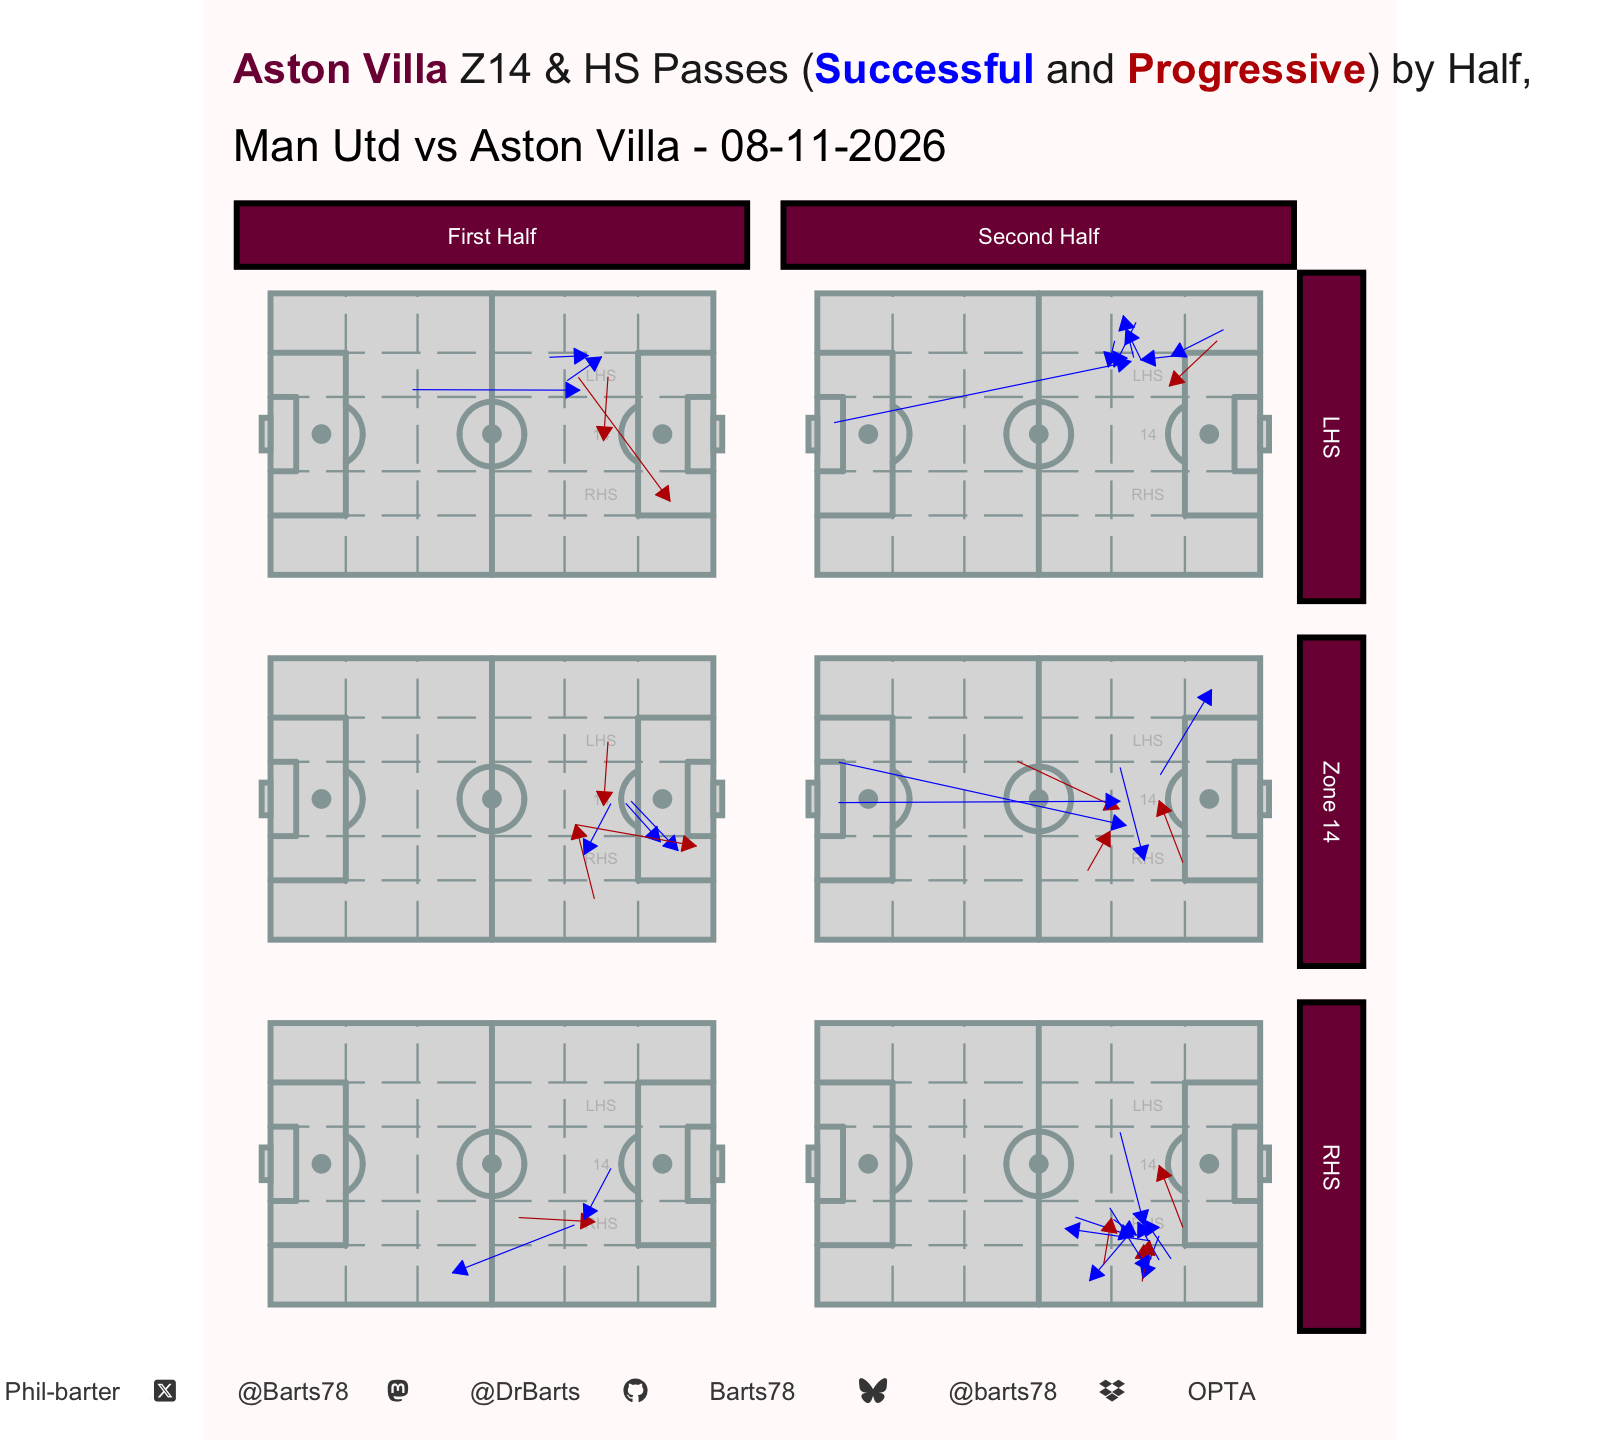 Aston Villa Z14 & HS Passes (Successful and Progressive) by Half,
Man Utd vs Aston Villa - 08-11-2026
First Half
Second Half
LHS
RHS
LHS
14
RHS
LHS
LHS
RHS
LHS
14
RHS
Zone 14
LHS
14
RHS
LHS
14
RHS
RHS
Phil-barter @Barts78 @DrBarts Barts78 @barts78 OPTA